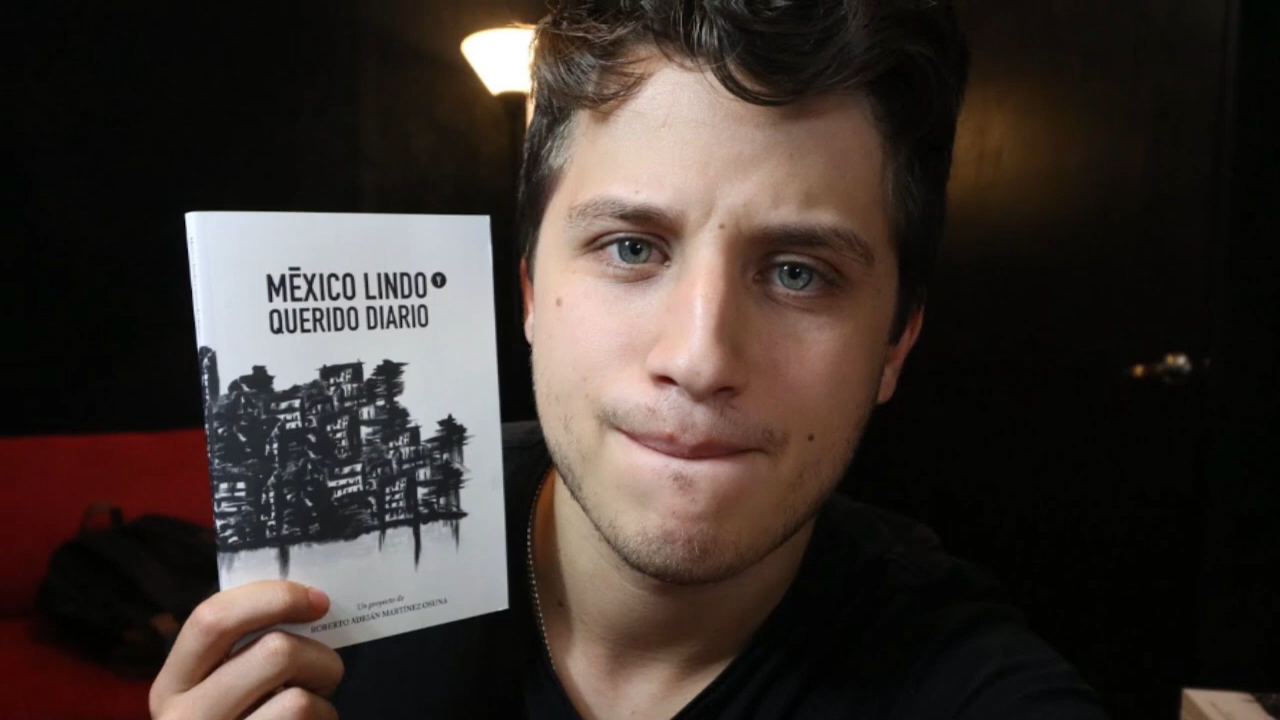 MÉXICO LINDO Y
QUERIDO DIARIO
Un proyecto de
ROBERTO ADRIÁN MARTÍNEZ OSUNA